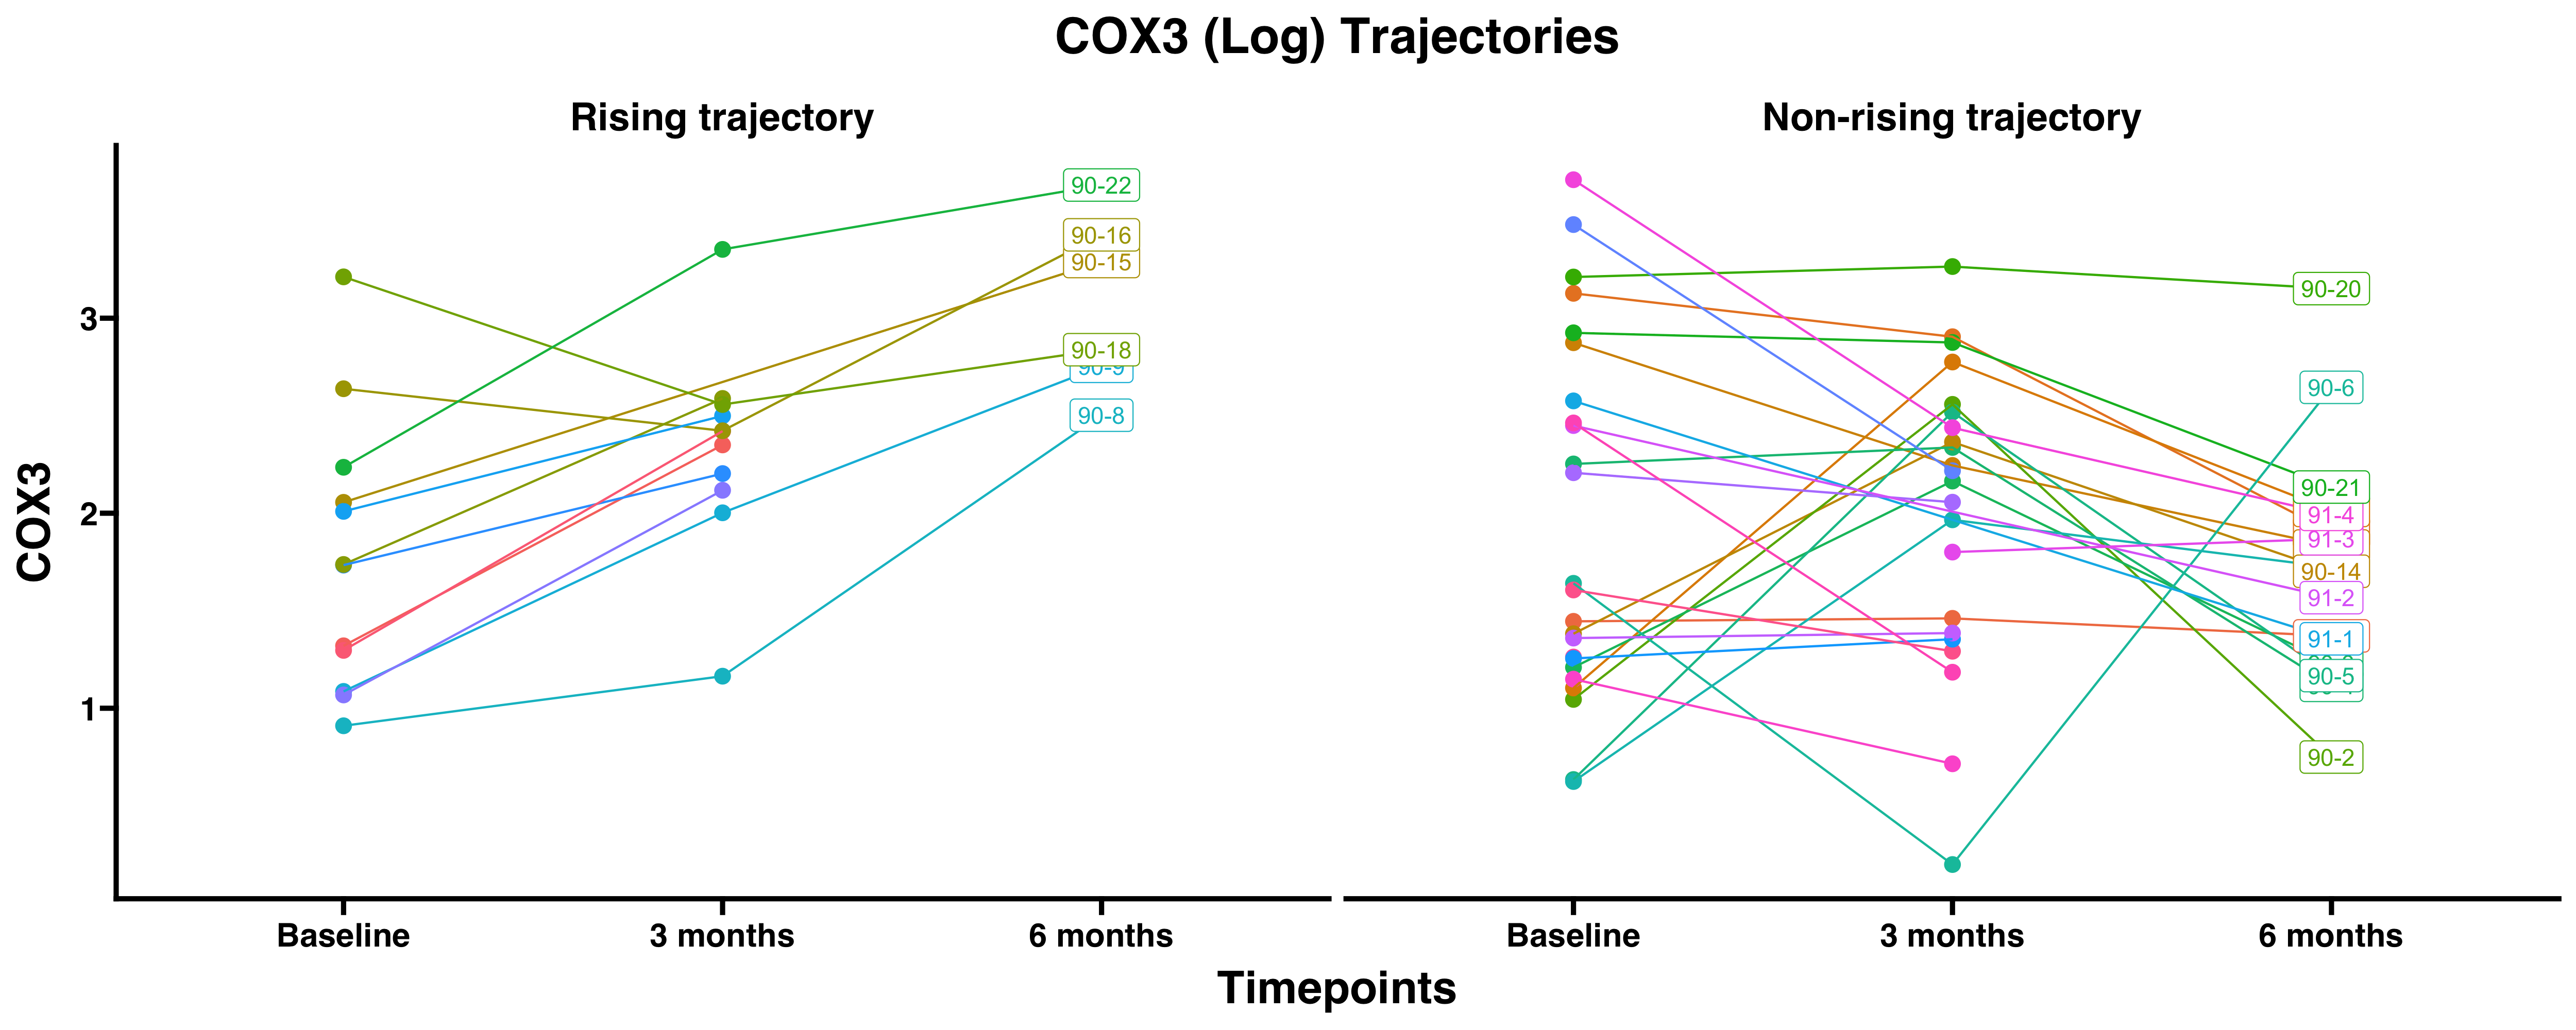 COX3 (Log) Trajectories
Rising trajectory
Non-rising trajectory
COX3
3
2
1
90-22
90-16
90-15
90-18
90-9
90-8
90-20
90-6
90-21
91-4
91-3
90-14
91-2
91-1
90-5
90-2
Baseline
3 months
6 months
Baseline
3 months
6 months
Timepoints